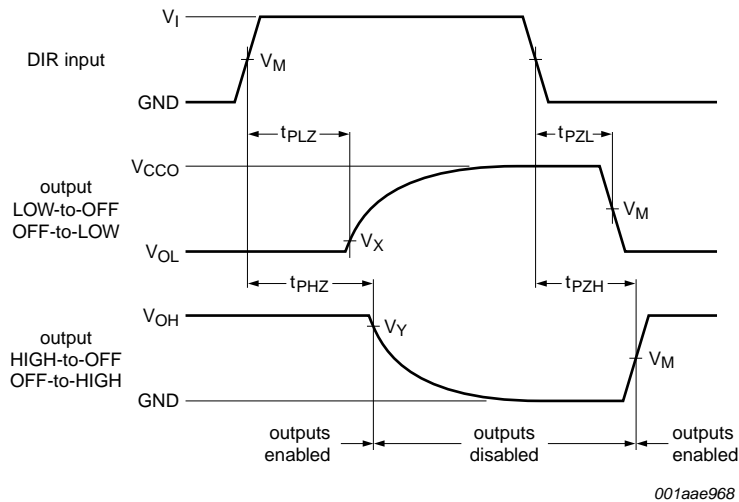 VI
DIR input
VM
GND
tPLZ
tPZL
VCCO
output
LOW-to-OFF
OFF-to-LOW
VM
VX
VOL
tPHZ
tPZH
VOH
VY
output
HIGH-to-OFF
OFF-to-HIGH
VM
GND
outputs
enabled
outputs
disabled
outputs
enabled
001aae968